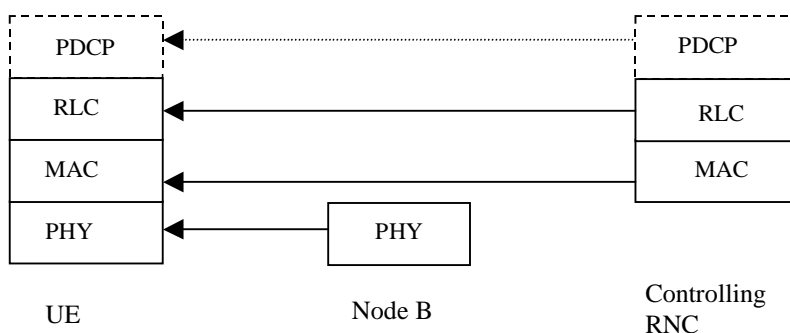 PDCP
PDCP
RLC
RLC
MAC
MAC
PHY
PHY
UE
Node B
Controlling
RNC